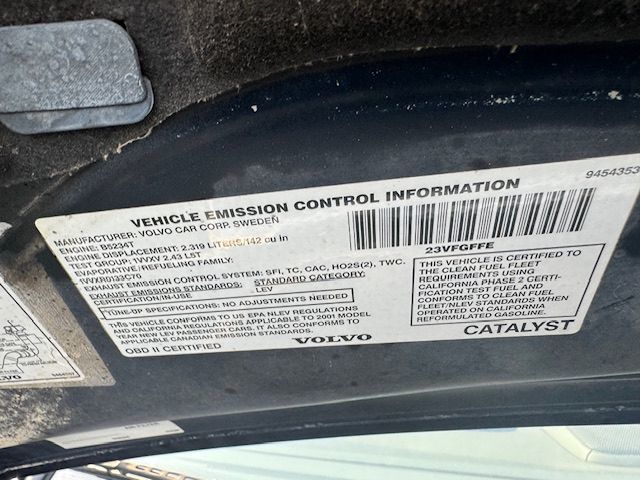 9454353
VEHICLE EMISSION CONTROL INFORMATION
MANUFACTURER: VOLVO CAR CORP. SWEDEN
ENGINE: B5234T
ENGINE DISPLACEMENT: 2.319 LITERS/142 cu in
TEST GROUP: 1VVXV 2.43 LST
EVAPORATIVE/REFUELING FAMILY:
1VVXR0133C70
EXHAUST EMISSION CONTROL SYSTEM: SFI, TC, CAC, HO2S(2), TWC.
EXHAUST EMISSION STANDARDS: STANDARD CATEGORY:
CERTIFICATION/IN-USE LEV
TUNE-UP SPECIFICATIONS: NO ADJUSTMENTS NEEDED
THIS VEHICLE CONFORMS TO US EPA NLEV REGULATIONS
AND CALIFORNIA REGULATIONS APPLICABLE TO 2001 MODEL
YEAR NEW LEV PASSENGER CARS. IT ALSO CONFORMS TO
APPLICABLE CANADIAN EMISSION STANDARDS.
OBD II CERTIFIED
VOLVO
23VFGFFE
THIS VEHICLE IS CERTIFIED TO
THE CLEAN FUEL FLEET
REQUIREMENTS USING
CALIFORNIA PHASE 2 CERTI-
FICATION TEST FUEL AND
CONFORMS TO CLEAN FUEL
FLEET/NLEV STANDARDS WHEN
OPERATED ON CALIFORNIA
REFORMULATED GASOLINE.
CATALYST
VOLVO